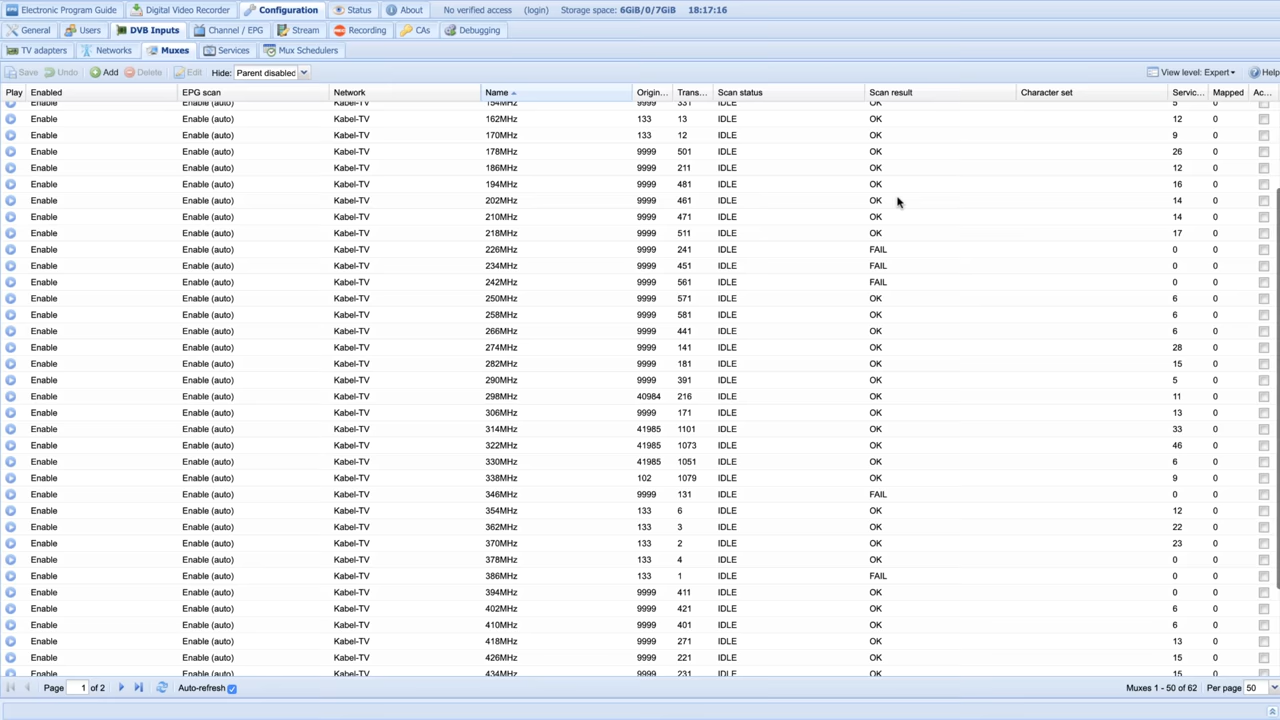 Electronic Program Guide Digital Video Recorder Configuration Status About No verified access (login) Storage space: 6GiB/0/7GiB 18:17:16
General Users DVB Inputs Channel / EPG Stream Recording CAs Debugging
TV adapters Networks Muxes Services Mux Schedulers
Save Undo Add Delete Edit Hide: Parent disabled View level: Expert Help
Play Enabled EPG scan Network Name Origin... Trans... Scan status Scan result Character set Servic... Mapped Ac...
Enable Enable (auto) Kabel-TV 154MHz 9999 331 IDLE OK 5 0
Enable Enable (auto) Kabel-TV 162MHz 133 13 IDLE OK 12 0
Enable Enable (auto) Kabel-TV 170MHz 133 12 IDLE OK 9 0
Enable Enable (auto) Kabel-TV 178MHz 9999 501 IDLE OK 26 0
Enable Enable (auto) Kabel-TV 186MHz 9999 211 IDLE OK 12 0
Enable Enable (auto) Kabel-TV 194MHz 9999 481 IDLE OK 16 0
Enable Enable (auto) Kabel-TV 202MHz 9999 461 IDLE OK 14 0
Enable Enable (auto) Kabel-TV 210MHz 9999 471 IDLE OK 14 0
Enable Enable (auto) Kabel-TV 218MHz 9999 511 IDLE OK 17 0
Enable Enable (auto) Kabel-TV 226MHz 9999 241 IDLE FAIL 0 0
Enable Enable (auto) Kabel-TV 234MHz 9999 451 IDLE FAIL 0 0
Enable Enable (auto) Kabel-TV 242MHz 9999 561 IDLE FAIL 0 0
Enable Enable (auto) Kabel-TV 250MHz 9999 571 IDLE OK 6 0
Enable Enable (auto) Kabel-TV 258MHz 9999 581 IDLE OK 6 0
Enable Enable (auto) Kabel-TV 266MHz 9999 441 IDLE OK 6 0
Enable Enable (auto) Kabel-TV 274MHz 9999 141 IDLE OK 28 0
Enable Enable (auto) Kabel-TV 282MHz 9999 181 IDLE OK 15 0
Enable Enable (auto) Kabel-TV 290MHz 9999 391 IDLE OK 5 0
Enable Enable (auto) Kabel-TV 298MHz 40984 216 IDLE OK 11 0
Enable Enable (auto) Kabel-TV 306MHz 9999 171 IDLE OK 13 0
Enable Enable (auto) Kabel-TV 314MHz 41985 1101 IDLE OK 33 0
Enable Enable (auto) Kabel-TV 322MHz 41985 1073 IDLE OK 46 0
Enable Enable (auto) Kabel-TV 330MHz 41985 1051 IDLE OK 6 0
Enable Enable (auto) Kabel-TV 338MHz 102 1079 IDLE OK 9 0
Enable Enable (auto) Kabel-TV 346MHz 9999 131 IDLE FAIL 0 0
Enable Enable (auto) Kabel-TV 354MHz 133 6 IDLE OK 12 0
Enable Enable (auto) Kabel-TV 362MHz 133 3 IDLE OK 22 0
Enable Enable (auto) Kabel-TV 370MHz 133 2 IDLE OK 23 0
Enable Enable (auto) Kabel-TV 378MHz 133 4 IDLE OK 0 0
Enable Enable (auto) Kabel-TV 386MHz 133 1 IDLE FAIL 0 0
Enable Enable (auto) Kabel-TV 394MHz 9999 411 IDLE OK 0 0
Enable Enable (auto) Kabel-TV 402MHz 9999 421 IDLE OK 6 0
Enable Enable (auto) Kabel-TV 410MHz 9999 401 IDLE OK 6 0
Enable Enable (auto) Kabel-TV 418MHz 9999 271 IDLE OK 13 0
Enable Enable (auto) Kabel-TV 426MHz 9999 221 IDLE OK 15 0
Enable Enable (auto) Kabel-TV 434MHz 9999 231 IDLE OK 15 0
Page 1 of 2 Auto-refresh Muxes 1 - 50 of 62 Per page 50